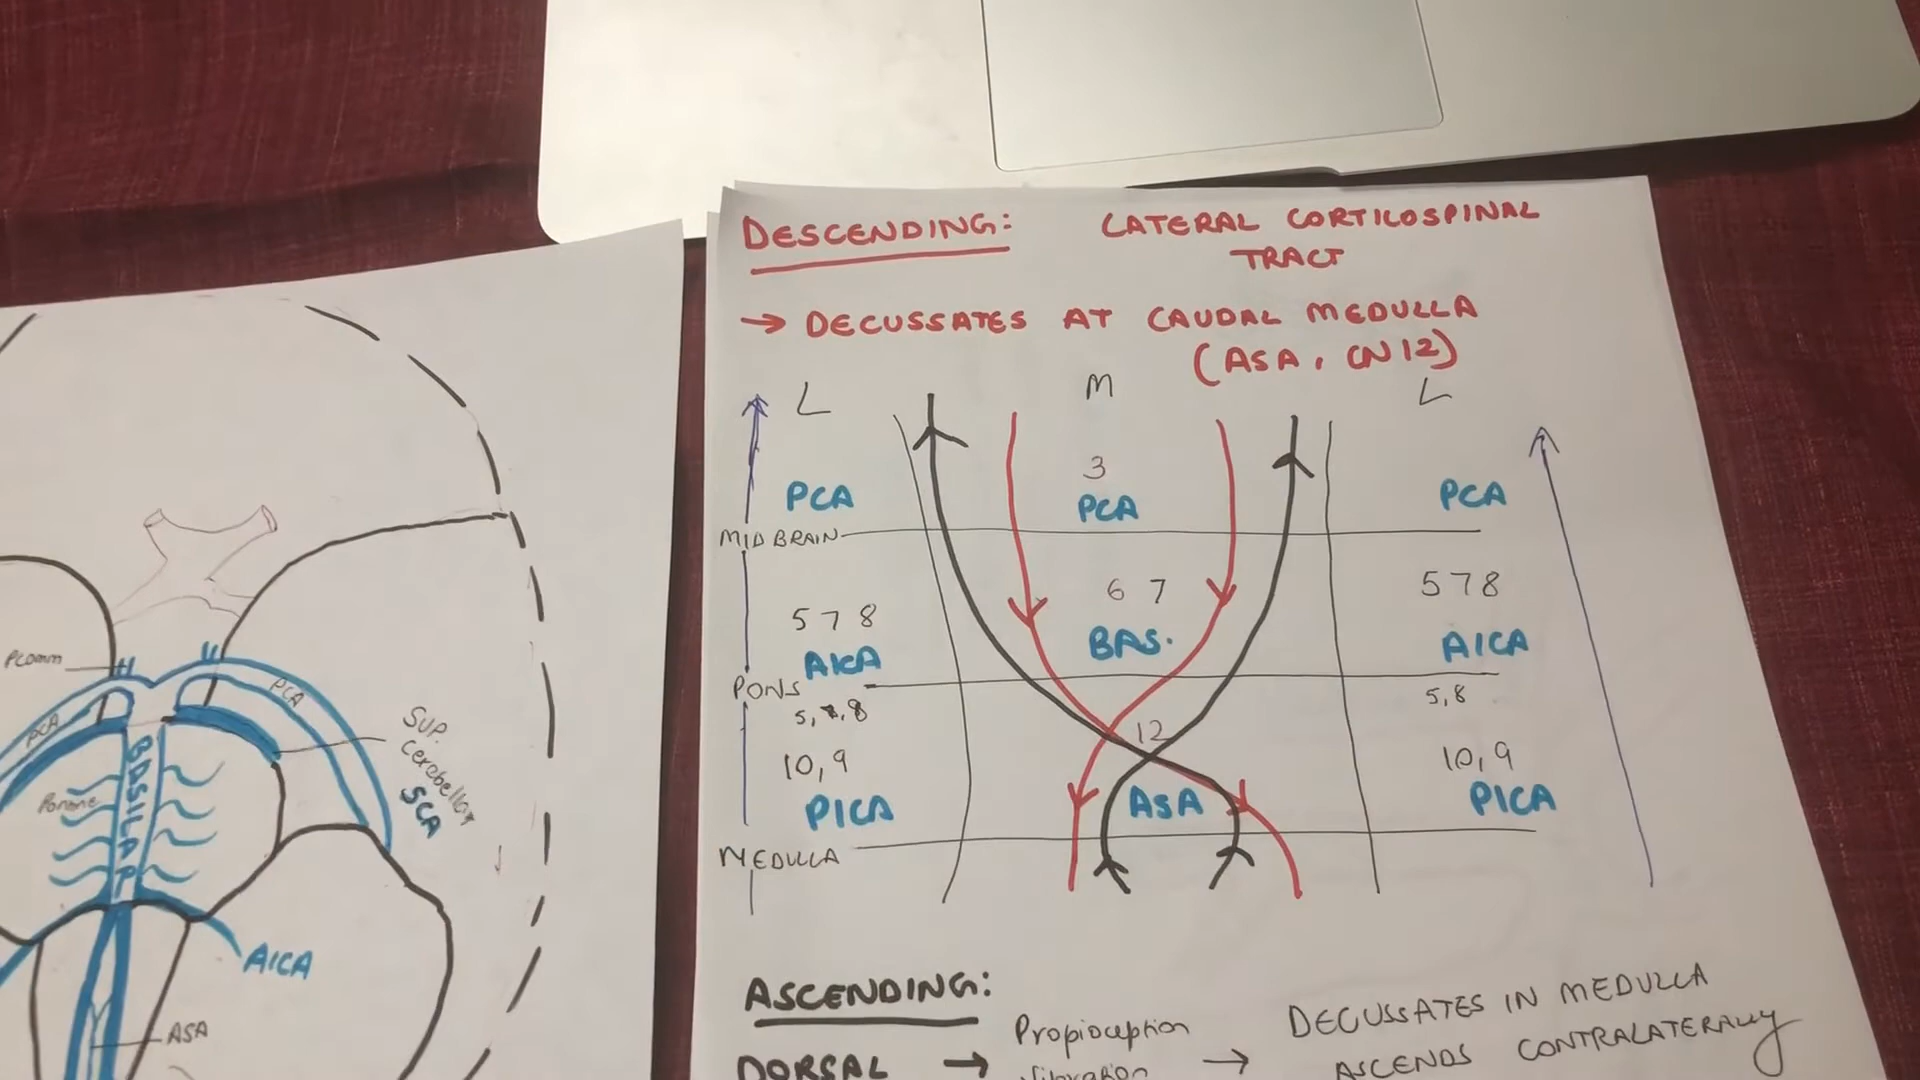 DESCENDING: LATERAL CORTICOSPINAL
TRACT
→ DECUSSATES AT CAUDAL MEDULLA
(ASA, CN12)
L M L
3
PCA PCA PCA
MIDBRAIN
5 7 8 6 7 5 7 8
AICA BAS. AICA
PONS
5, 8 5,8
12
10,9 10,9
PICA ASA PICA
MEDULLA
ASCENDING:
Propioception DECUSSATES IN MEDULLA
DORSAL → → ASCENDS CONTRALATERALLY
Pcomm
PCA PCA
SUP.
cerebellar
SCA
BASILAR
AICA
ASA